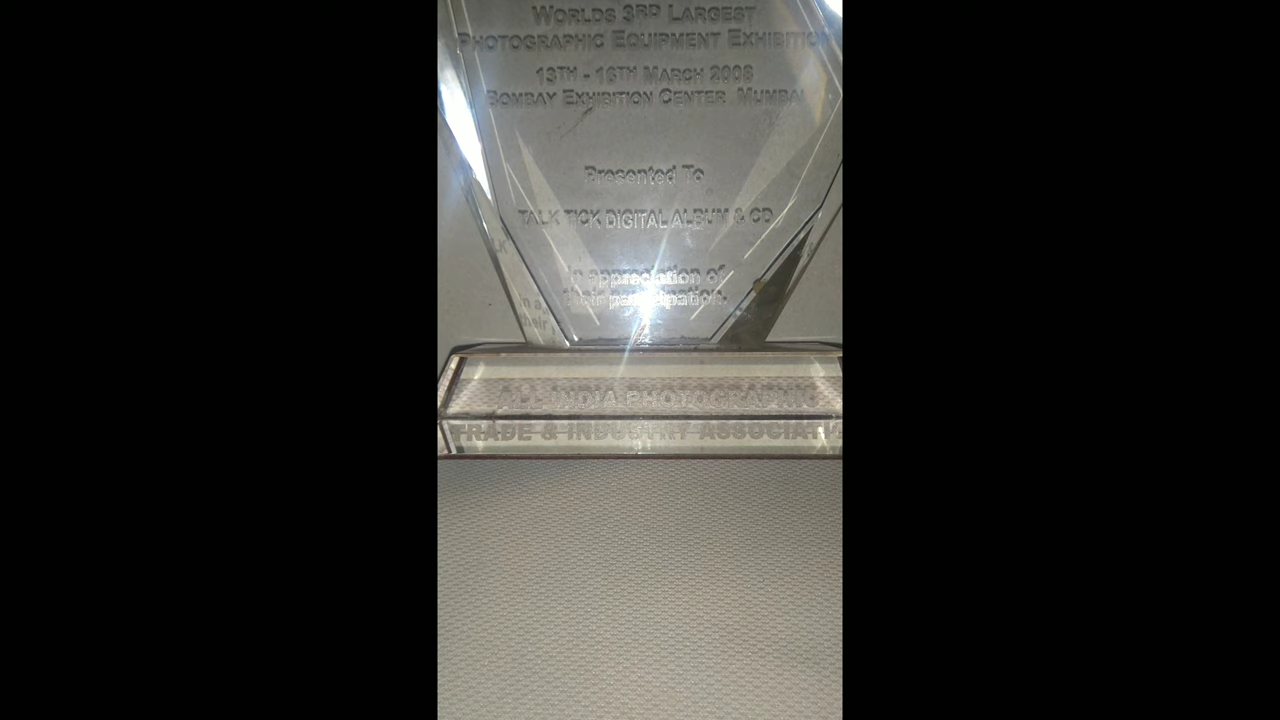 WORLDS 3RD LARGEST
PHOTOGRAPHIC EQUIPMENT EXHIBITION
13TH - 16TH MARCH 2008
BOMBAY EXHIBITION CENTER MUMBAI
Presented To
TALK TICK DIGITAL ALBUM & CD
In appreciation of
their participation.
ALL INDIA PHOTOGRAPHIC
TRADE & INDUSTRY ASSOCIATI